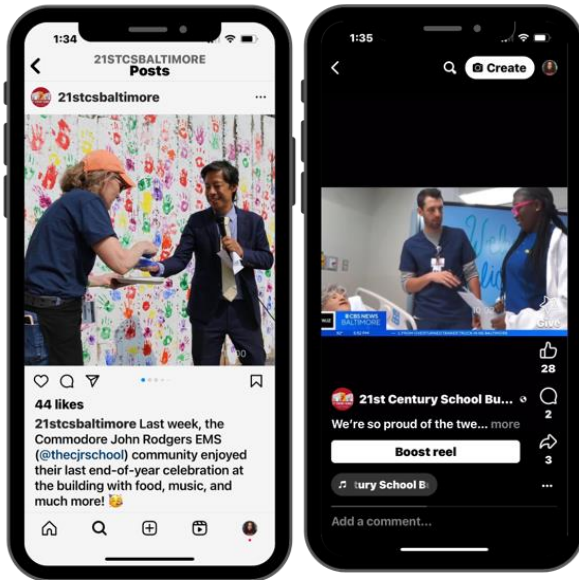 1:34
21STCSBALTIMORE
Posts
21stcsbaltimore
44 likes
21stcsbaltimore Last week, the
Commodore John Rodgers EMS
(@thecjrschool) community enjoyed
their last end-of-year celebration at
the building with food, music, and
much more! 🥳
1:35
Create
CBS NEWS
BALTIMORE
28
21st Century School Bu...
2
We're so proud of the twe... more
Boost reel
3
tury School B
Add a comment...